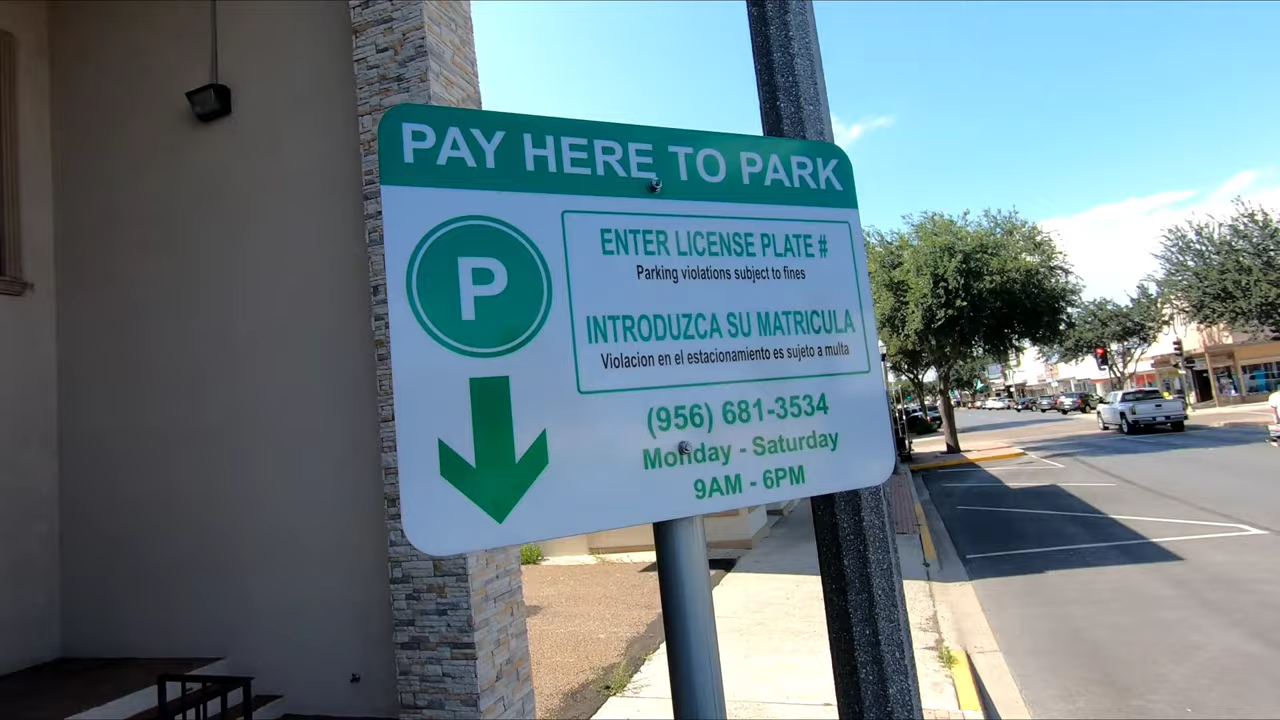 PAY HERE TO PARK
P
ENTER LICENSE PLATE #
Parking violations subject to fines
INTRODUZCA SU MATRICULA
Violacion en el estacionamiento es sujeto a multa
(956) 681-3534
Monday - Saturday
9AM - 6PM